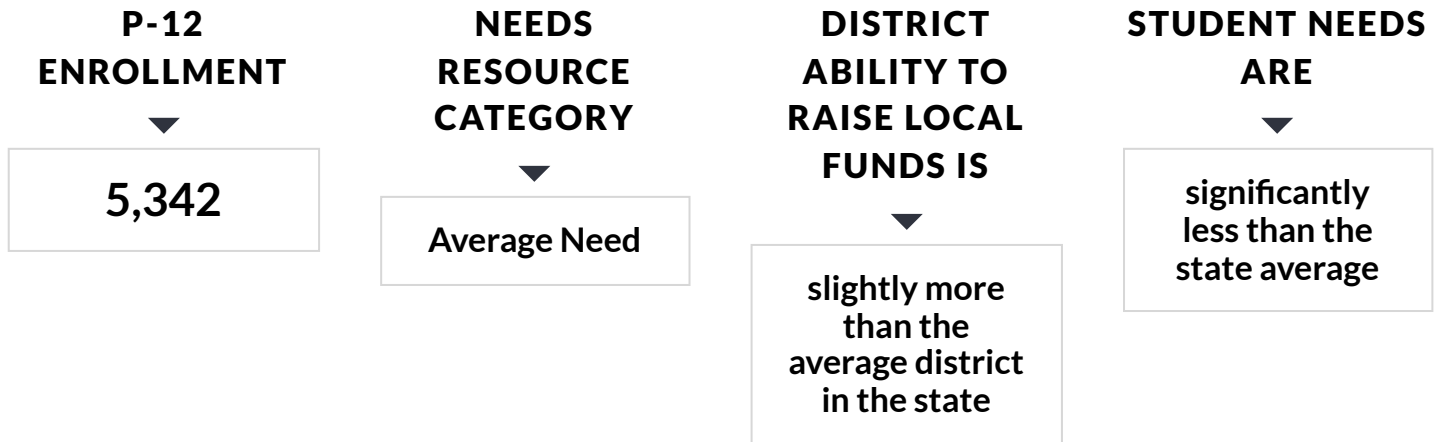 P-12
ENROLLMENT
5,342
NEEDS
RESOURCE
CATEGORY
Average Need
DISTRICT
ABILITY TO
RAISE LOCAL
FUNDS IS
slightly more
than the
average district
in the state
STUDENT NEEDS
ARE
significantly
less than the
state average